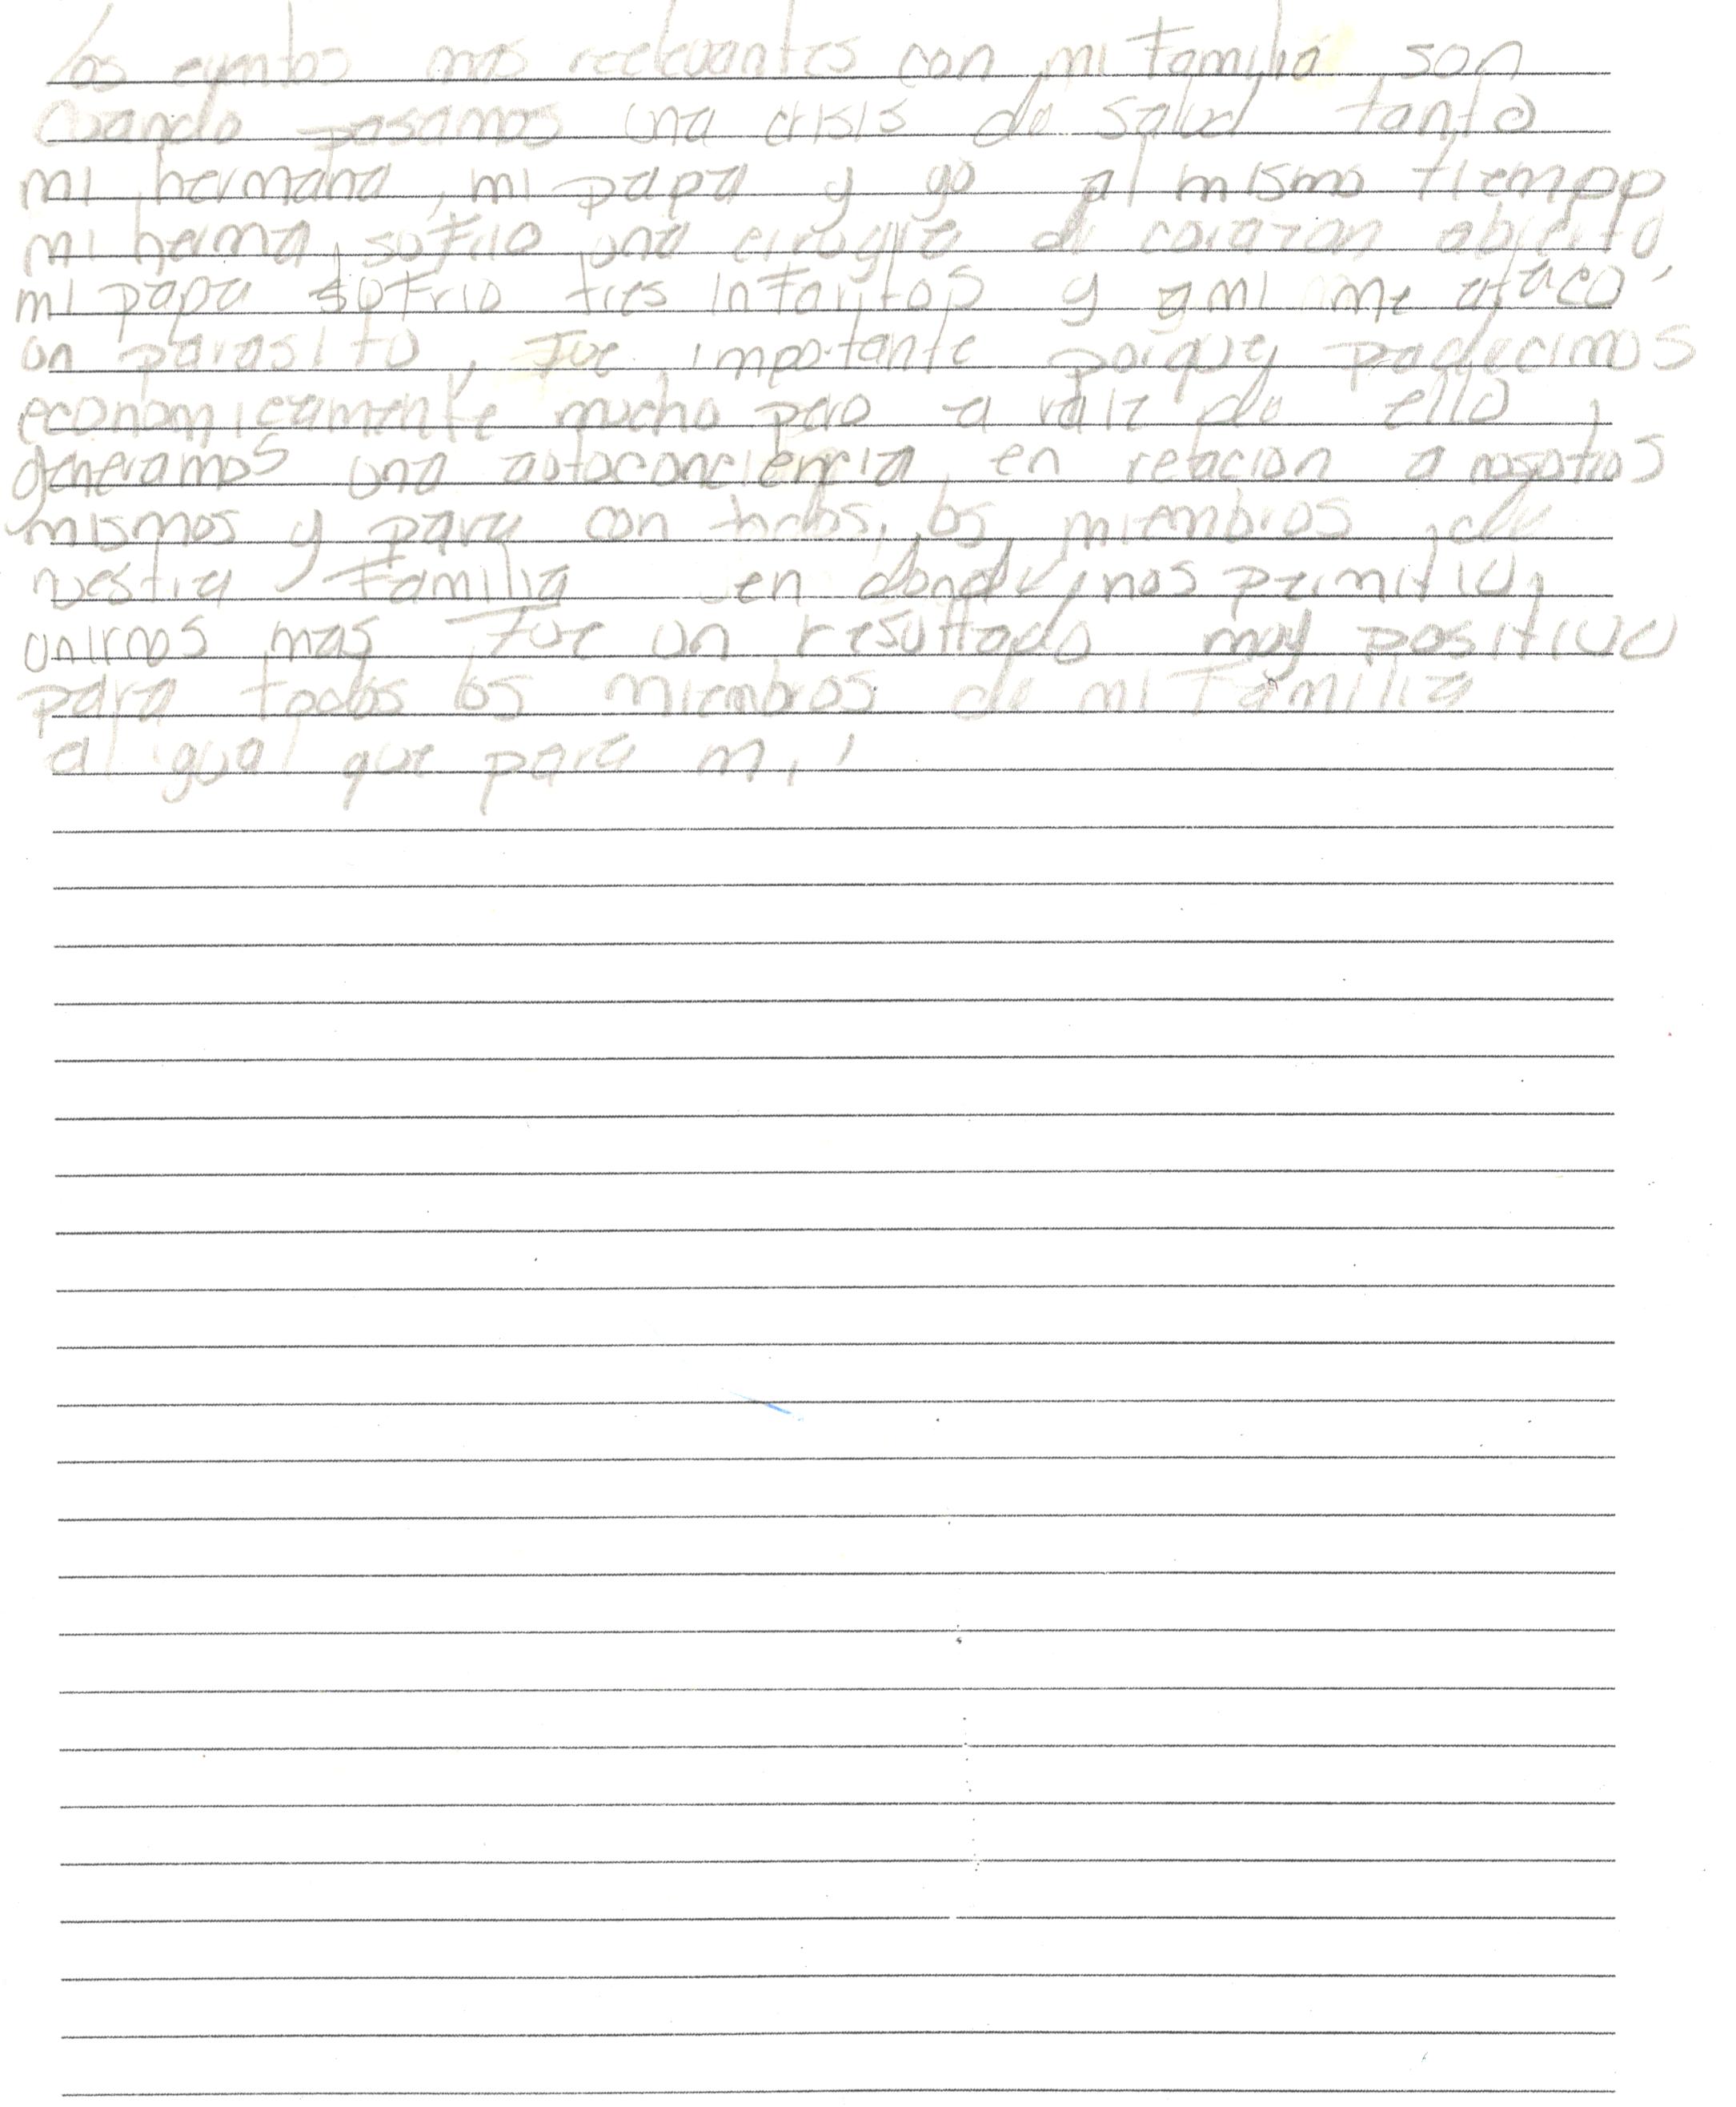 Los eventos mas reelevantes con mi familia son
cuando pasamos una crisis de salud tanto
mi hermana, mi papa y yo al mismo tiempo,
mi herma sofrio una cirugia de corazon abierto,
mi papa sufrio tres infartos y ami me ataco
un parasito, Fue importante porque padecimos
economicamente mucho pero a raiz de ello,
generamos una autoconciencia en relacion a nosotros
mismos y para con todos los miembros de
nuestra familia en donde nos permitio
unirnos mas Fue un resultado muy positivo
para todos los miembros de mi Familia
al igual que para mi